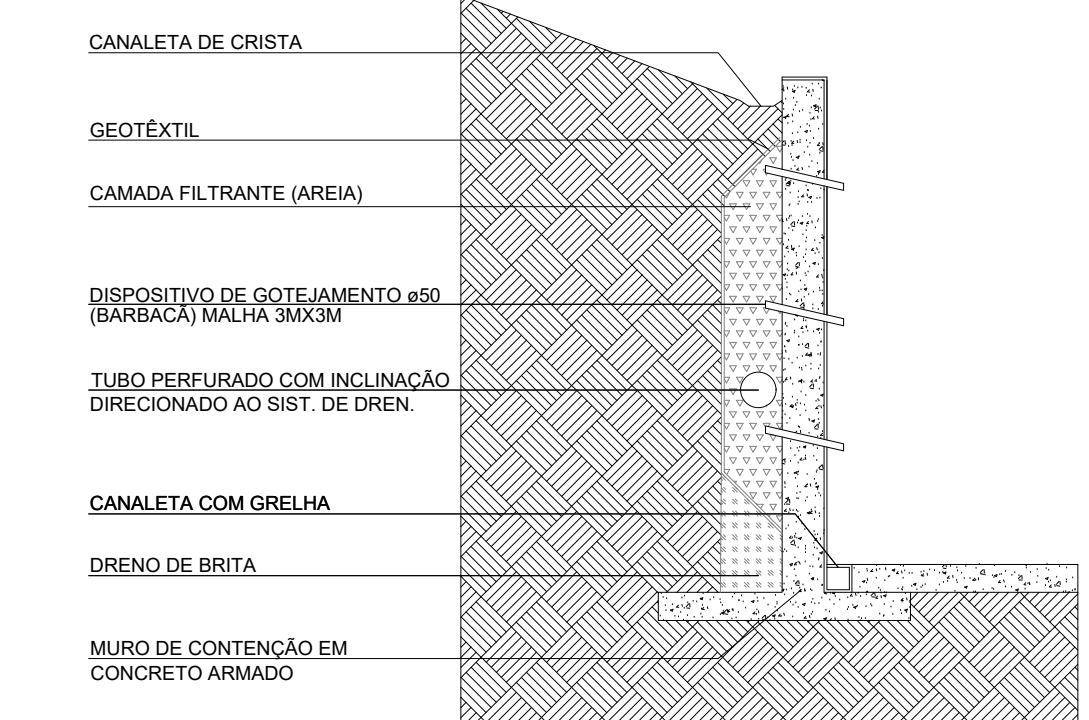 CANALETA DE CRISTA
GEOTÊXTIL
CAMADA FILTRANTE (AREIA)
DISPOSITIVO DE GOTEJAMENTO ø50
(BARBACÃ) MALHA 3MX3M
TUBO PERFURADO COM INCLINAÇÃO
DIRECIONADO AO SIST. DE DREN.
CANALETA COM GRELHA
DRENO DE BRITA
MURO DE CONTENÇÃO EM
CONCRETO ARMADO